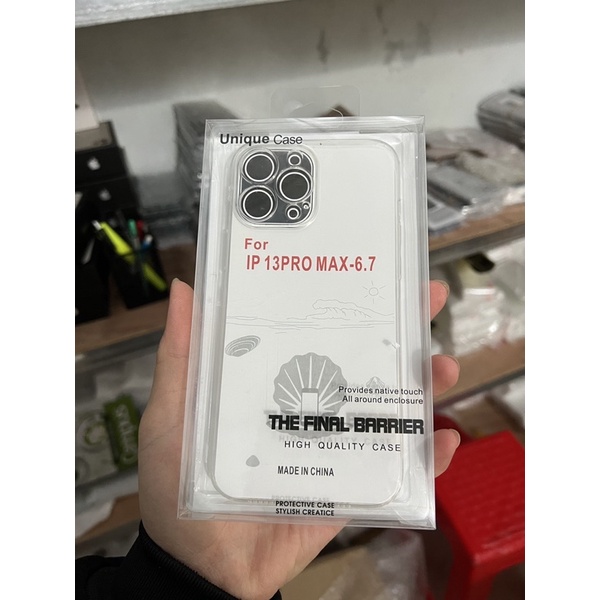 Unique Case
For
IP 13PRO MAX-6.7
Provides native touch
All around enclosure
THE FINAL BARRIER
HIGH QUALITY CASE
MADE IN CHINA
PROTECTIVE CASE
STYLISH CREATICE